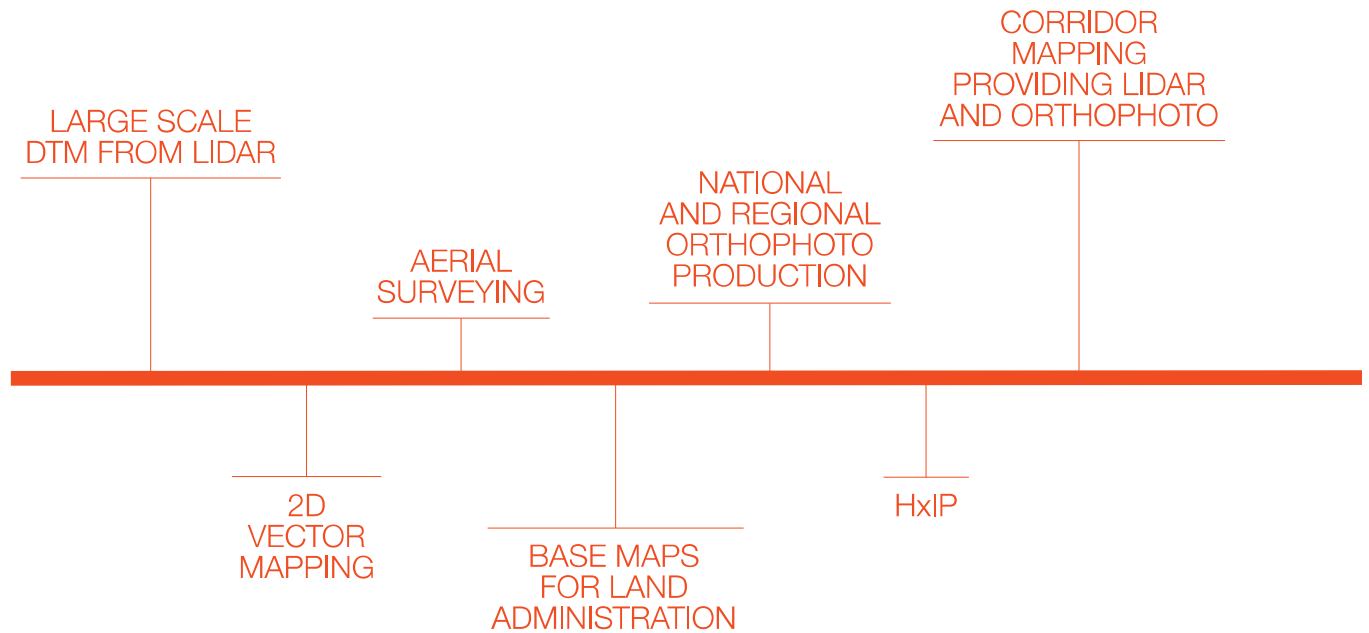 LARGE SCALE
DTM FROM LIDAR
2D
VECTOR
MAPPING
AERIAL
SURVEYING
BASE MAPS
FOR LAND
ADMINISTRATION
NATIONAL
AND REGIONAL
ORTHOPHOTO
PRODUCTION
HxIP
CORRIDOR
MAPPING
PROVIDING LIDAR
AND ORTHOPHOTO